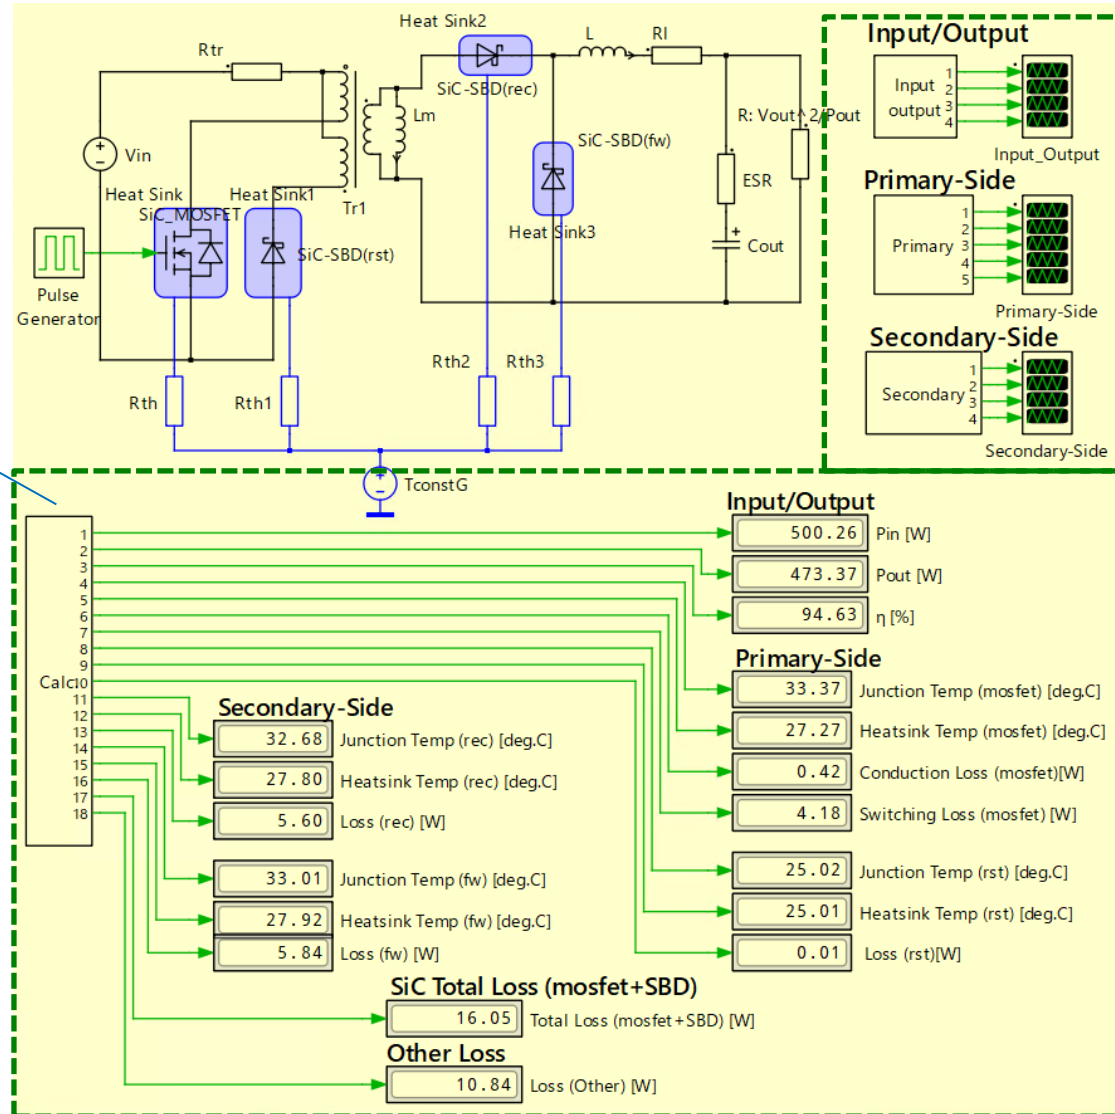 Heat Sink2
Rtr
L
Rl
SiC-SBD(rec)
Lm
R: Vout^2/Pout
Vin
SiC-SBD(fw)
ESR
Heat Sink
Heat Sink1
SiC_MOSFET
Tr1
Heat Sink3
SiC-SBD(rst)
Cout
Pulse
Generator
Rth2
Rth3
Rth
Rth1
TconstG
Input/Output
Input
output
1
2
3
4
Input_Output
Primary-Side
Primary
1
2
3
4
5
Primary-Side
Secondary-Side
Secondary
1
2
3
4
Secondary-Side
Calc
1
2
3
4
5
6
7
8
9
10
11
12
13
14
15
16
17
18
Input/Output
500.26 Pin [W]
473.37 Pout [W]
94.63 η [%]
Primary-Side
33.37 Junction Temp (mosfet) [deg.C]
27.27 Heatsink Temp (mosfet) [deg.C]
0.42 Conduction Loss (mosfet)[W]
4.18 Switching Loss (mosfet) [W]
25.02 Junction Temp (rst) [deg.C]
25.01 Heatsink Temp (rst) [deg.C]
0.01 Loss (rst)[W]
Secondary-Side
32.68 Junction Temp (rec) [deg.C]
27.80 Heatsink Temp (rec) [deg.C]
5.60 Loss (rec) [W]
33.01 Junction Temp (fw) [deg.C]
27.92 Heatsink Temp (fw) [deg.C]
5.84 Loss (fw) [W]
SiC Total Loss (mosfet+SBD)
16.05 Total Loss (mosfet+SBD) [W]
Other Loss
10.84 Loss (Other) [W]